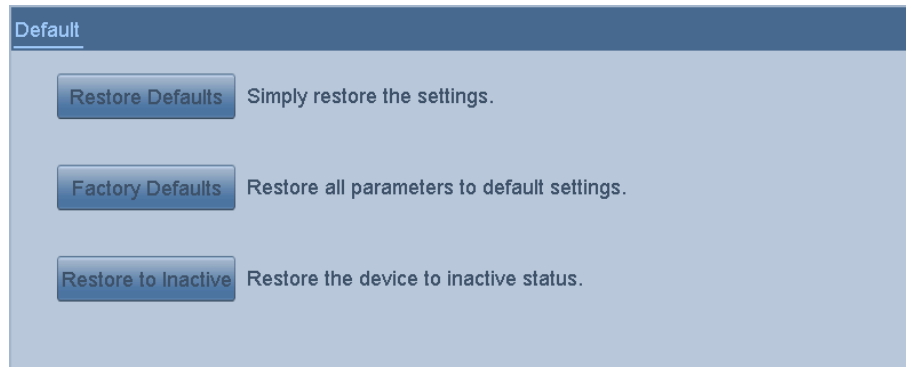 Default
Restore Defaults Simply restore the settings.
Factory Defaults Restore all parameters to default settings.
Restore to Inactive Restore the device to inactive status.